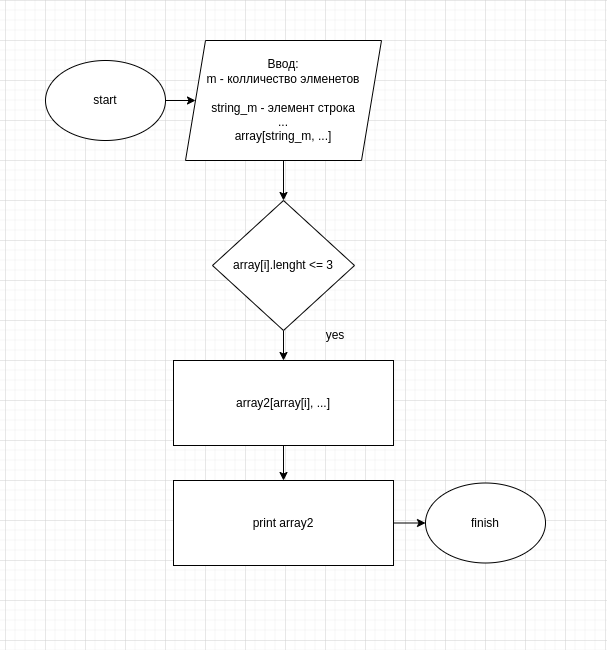 start
Ввод:
m - колличество элменетов
string_m - элемент строка
...
array[string_m, ...]
array[i].lenght <= 3
yes
array2[array[i], ...]
print array2
finish